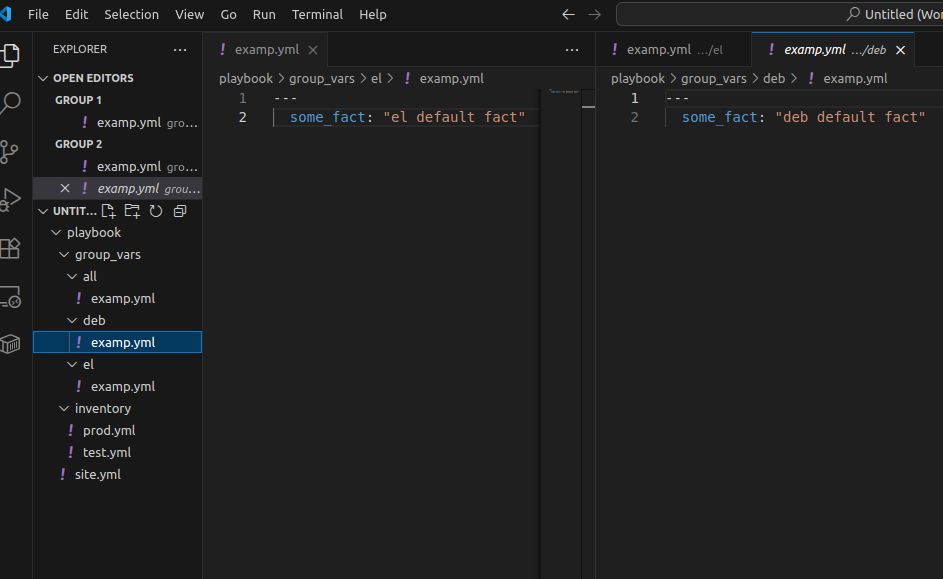 File Edit Selection View Go Run Terminal Help
Untitled (Wor
EXPLORER
OPEN EDITORS
GROUP 1
! examp.yml gro...
GROUP 2
! examp.yml gro...
! examp.yml grou...
UNTIT...
playbook
group_vars
all
! examp.yml
deb
! examp.yml
el
! examp.yml
inventory
! prod.yml
! test.yml
! site.yml
! examp.yml
playbook > group_vars > el > ! examp.yml
1 ---
2 some_fact: "el default fact"
! examp.yml .../el
! examp.yml .../deb
playbook > group_vars > deb > ! examp.yml
1 ---
2 some_fact: "deb default fact"